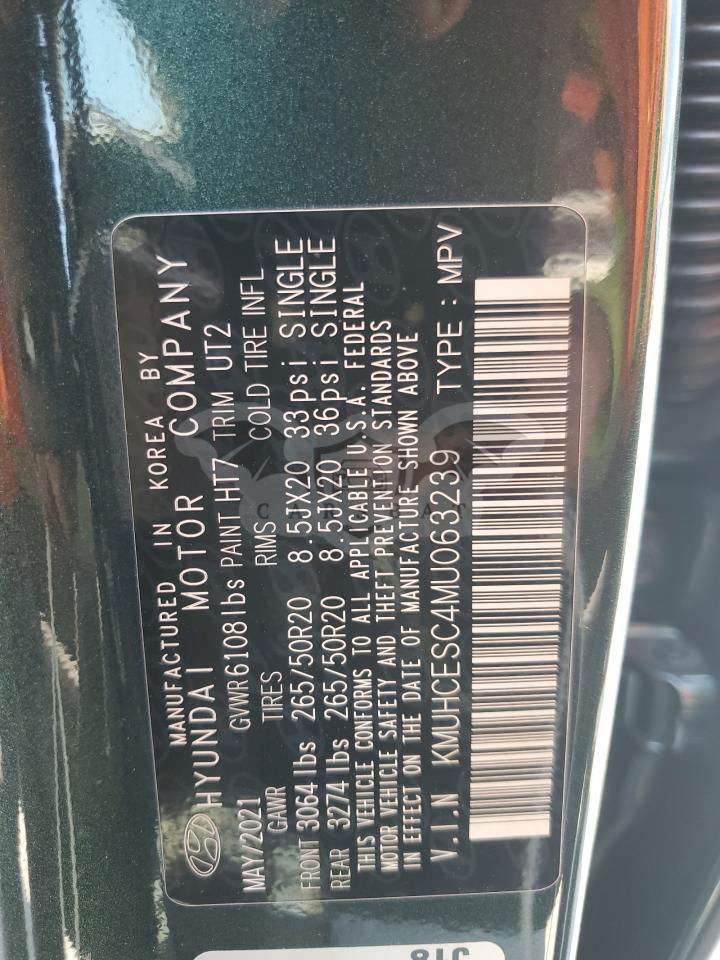 MANUFACTURED IN KOREA BY
HYUNDAI MOTOR COMPANY
MAY/2021 GVWR 6108 lbs PAINT HT7 TRIM UT2
GAWR TIRES RIMS COLD TIRE INFL
FRONT 3064 lbs 265/50R20 8.5JX20 33psi SINGLE
REAR 3274 lbs 265/50R20 8.5JX20 36psi SINGLE
THIS VEHICLE CONFORMS TO ALL APPLICABLE U.S.A. FEDERAL
MOTOR VEHICLE SAFETY AND THEFT PREVENTION STANDARDS
IN EFFECT ON THE DATE OF MANUFACTURE SHOWN ABOVE
V.I.N KMUHCESC4MU063239 TYPE : MPV